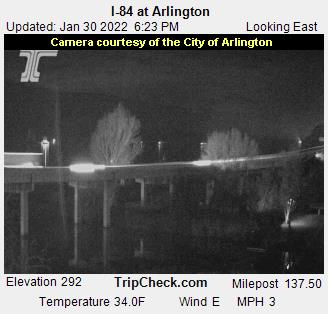 I-84 at Arlington
Updated: Jan 30 2022 6:23 PM Looking East
Camera courtesy of the City of Arlington
Elevation 292 TripCheck.com Milepost 137.50
Temperature 34.0F Wind E MPH 3